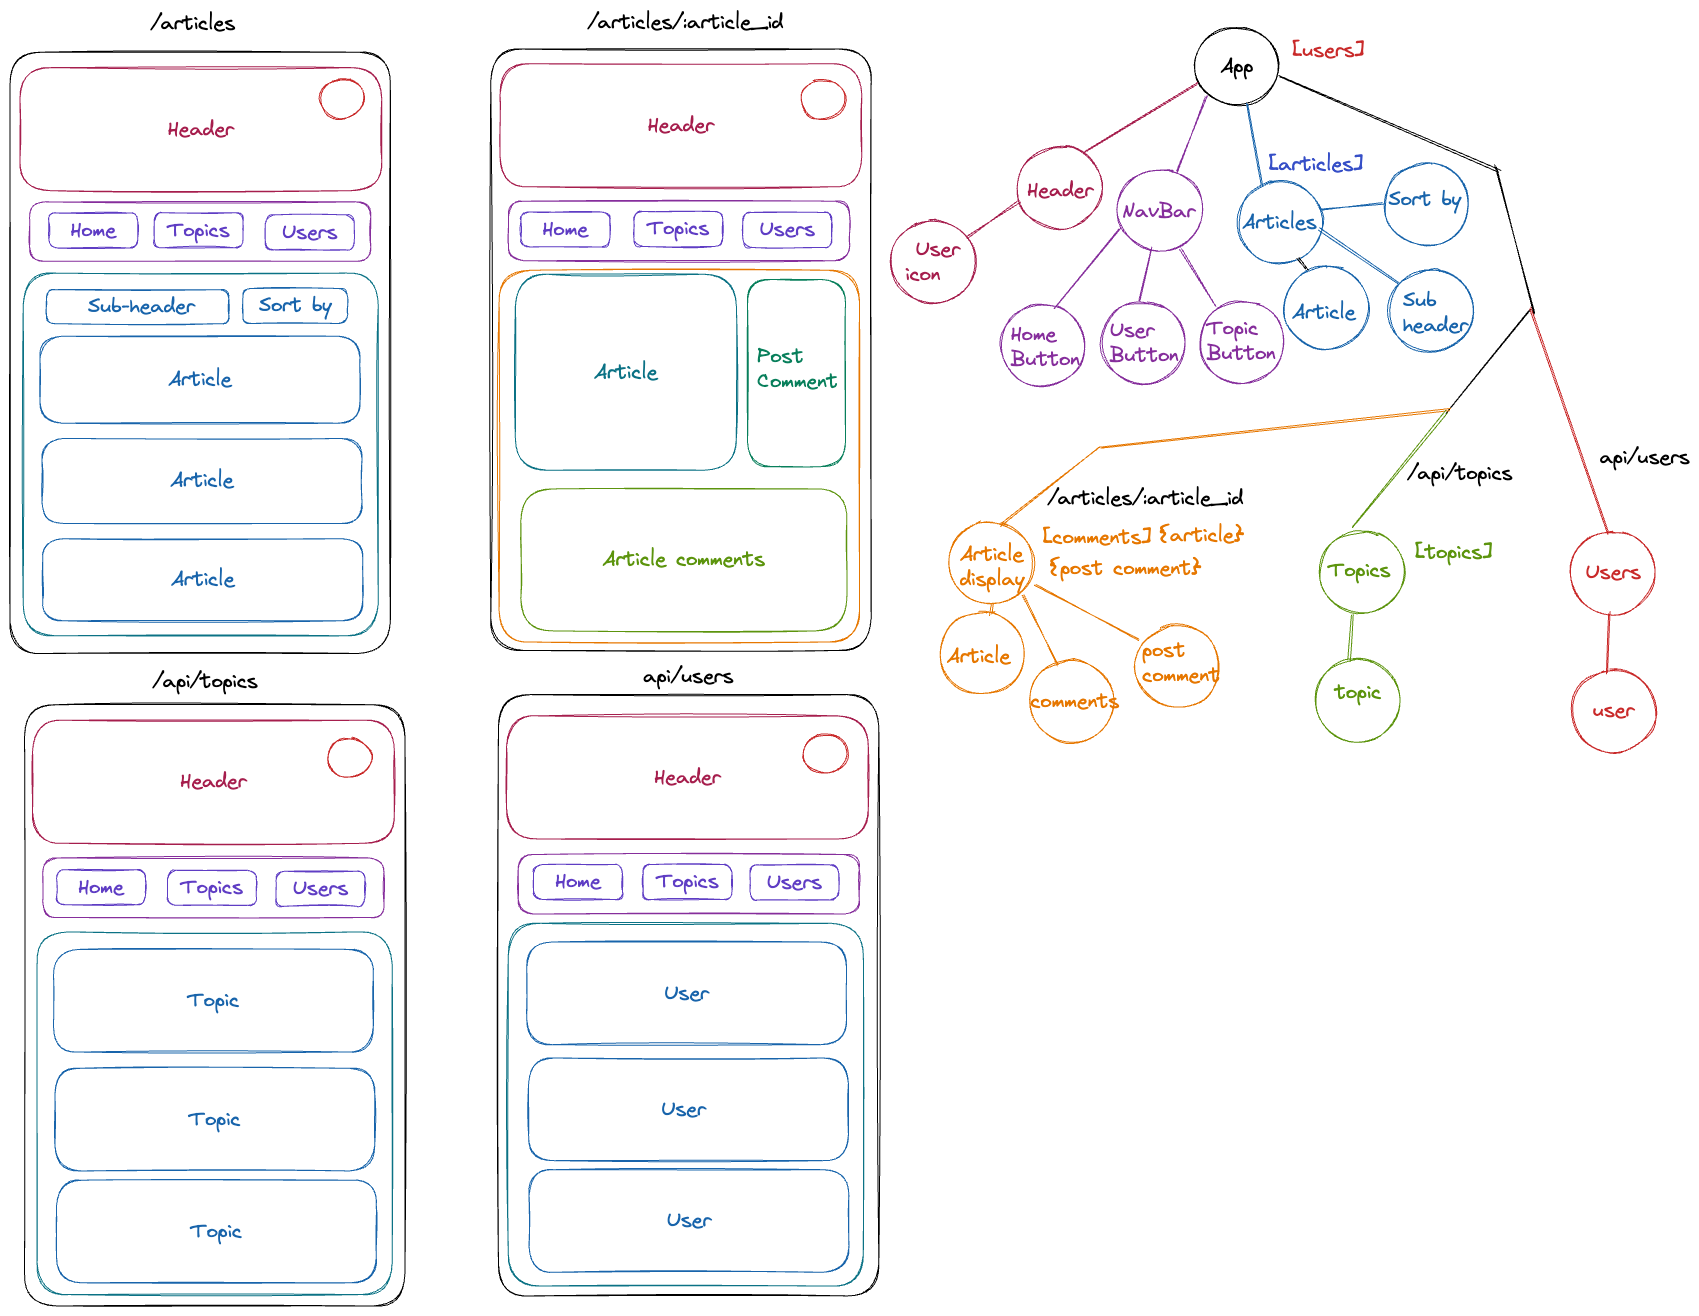 /articles
Header
Home
Topics
Users
Sub-header
Sort by
Article
Article
Article
/articles/:article_id
Header
Home
Topics
Users
Article
Post
Comment
Article comments
/api/topics
Header
Home
Topics
Users
Topic
Topic
Topic
api/users
Header
Home
Topics
Users
User
User
User
App
[users]
Header
User
icon
NavBar
Home
Button
User
Button
Topic
Button
[articles]
Articles
Sort by
Article
Sub
header
/articles/:article_id
Article
display
[comments] {article}
{post comment}
Article
comments
post
comment
/api/topics
Topics
[topics]
topic
api/users
Users
user